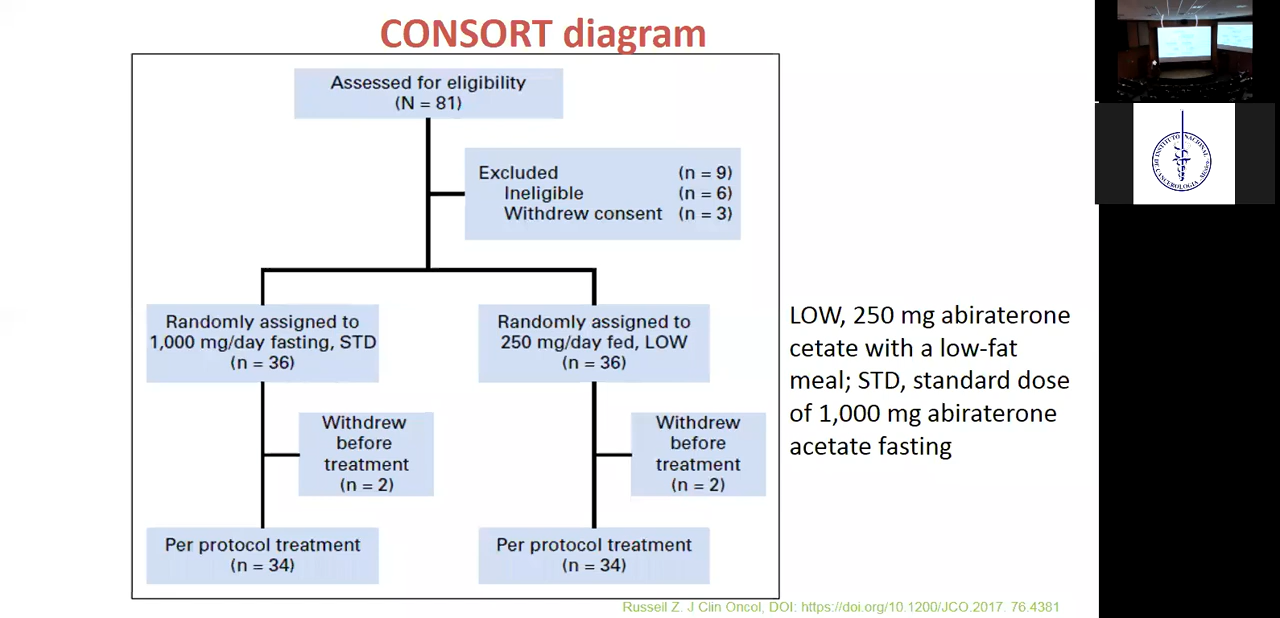 CONSORT diagram
Assessed for eligibility
(N = 81)
Excluded (n = 9)
Ineligible (n = 6)
Withdrew consent (n = 3)
Randomly assigned to
1,000 mg/day fasting, STD
(n = 36)
Randomly assigned to
250 mg/day fed, LOW
(n = 36)
Withdrew
before
treatment
(n = 2)
Withdrew
before
treatment
(n = 2)
Per protocol treatment
(n = 34)
Per protocol treatment
(n = 34)
LOW, 250 mg abiraterone
cetate with a low-fat
meal; STD, standard dose
of 1,000 mg abiraterone
acetate fasting
Russell Z. J Clin Oncol, DOI: https://doi.org/10.1200/JCO.2017. 76.4381
INSTITUTO NACIONAL
DE CANCEROLOGIA